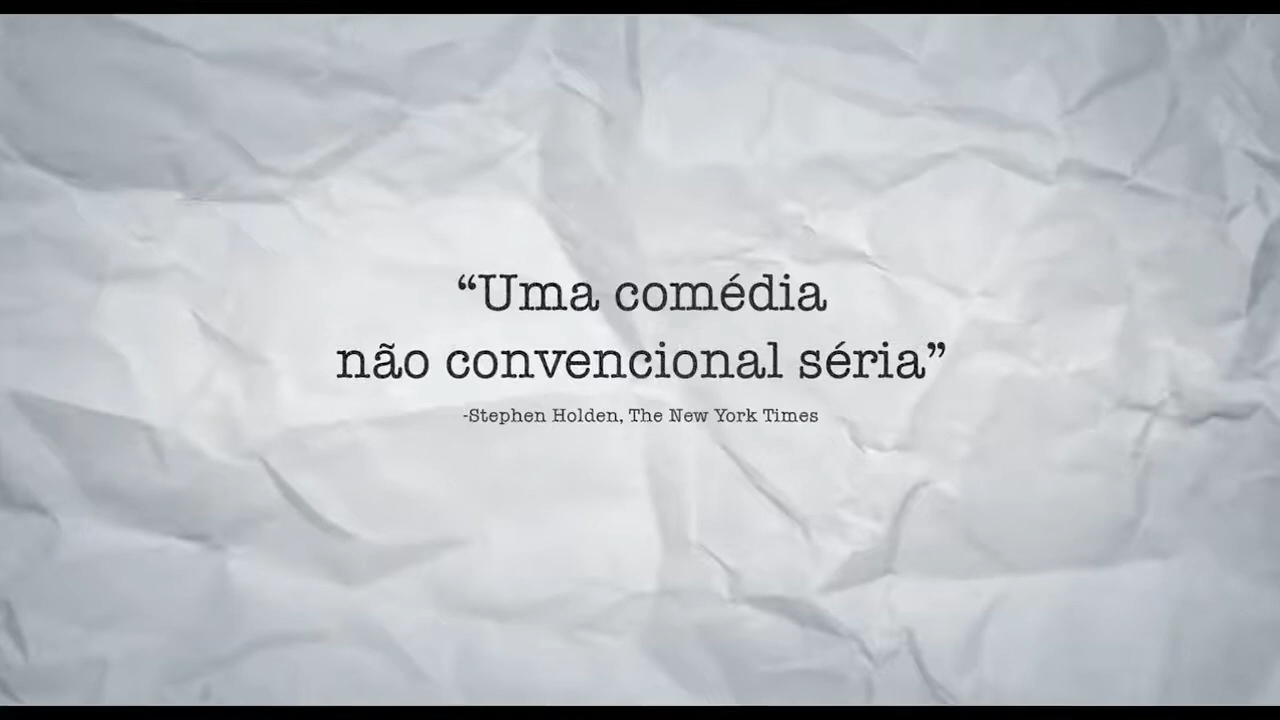 “Uma comédia
não convencional séria”
-Stephen Holden, The New York Times